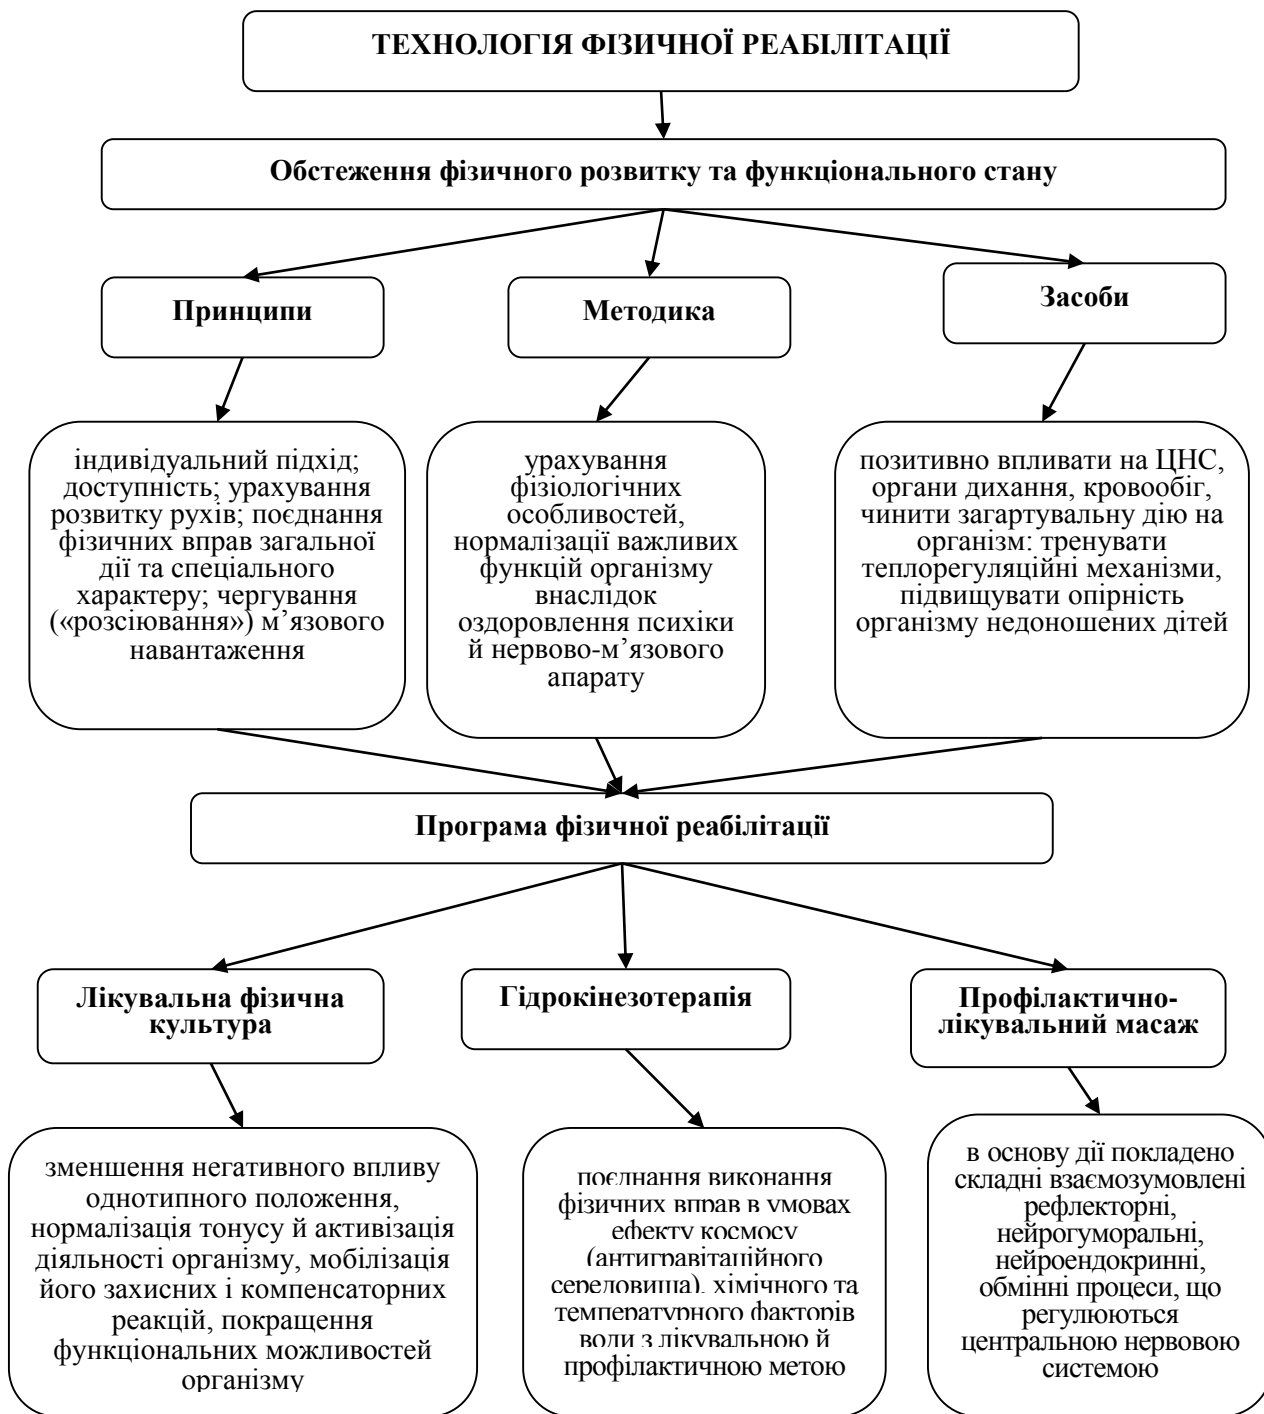 ТЕХНОЛОГІЯ ФІЗИЧНОЇ РЕАБІЛІТАЦІЇ
Обстеження фізичного розвитку та функціонального стану
Принципи
Методика
Засоби
індивідуальний підхід;
доступність; урахування
розвитку рухів; поєднання
фізичних вправ загальної
дії та спеціального
характеру; чергування
(«розсіювання») м’язового
навантаження
урахування
фізіологічних
особливостей,
нормалізації важливих
функцій організму
внаслідок
оздоровлення психіки
й нервово-м’язового
апарату
позитивно впливати на ЦНС,
органи дихання, кровообіг,
чинити загартувальну дію на
організм: тренувати
теплорегуляційні механізми,
підвищувати опірність
організму недоношених дітей
Програма фізичної реабілітації
Лікувальна фізична
культура
Гідрокінезотерапія
Профілактично-
лікувальний масаж
зменшення негативного впливу
однотипного положення,
нормалізація тонусу й активізація
діяльності організму, мобілізація
його захисних і компенсаторних
реакцій, покращення
функціональних можливостей
організму
поєднання виконання
фізичних вправ в умовах
ефекту космосу
(антигравітаційного
середовища), хімічного та
температурного факторів
води з лікувальною й
профілактичною метою
в основу дії покладено
складні взаємозумовлені
рефлекторні,
нейрогуморальні,
нейроендокринні,
обмінні процеси, що
регулюються
центральною нервовою
системою